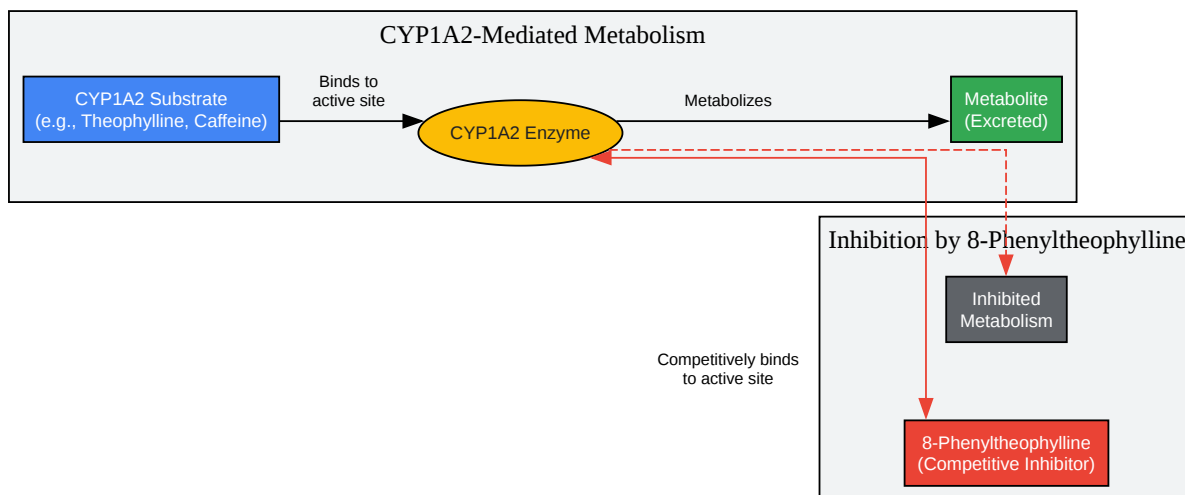 CYP1A2-Mediated Metabolism
CYP1A2 Substrate
(e.g., Theophylline, Caffeine)
Binds to
active site
CYP1A2 Enzyme
Metabolizes
Metabolite
(Excreted)
Inhibition by 8-Phenyltheophylline
Inhibited
Metabolism
Competitively binds
to active site
8-Phenyltheophylline
(Competitive Inhibitor)